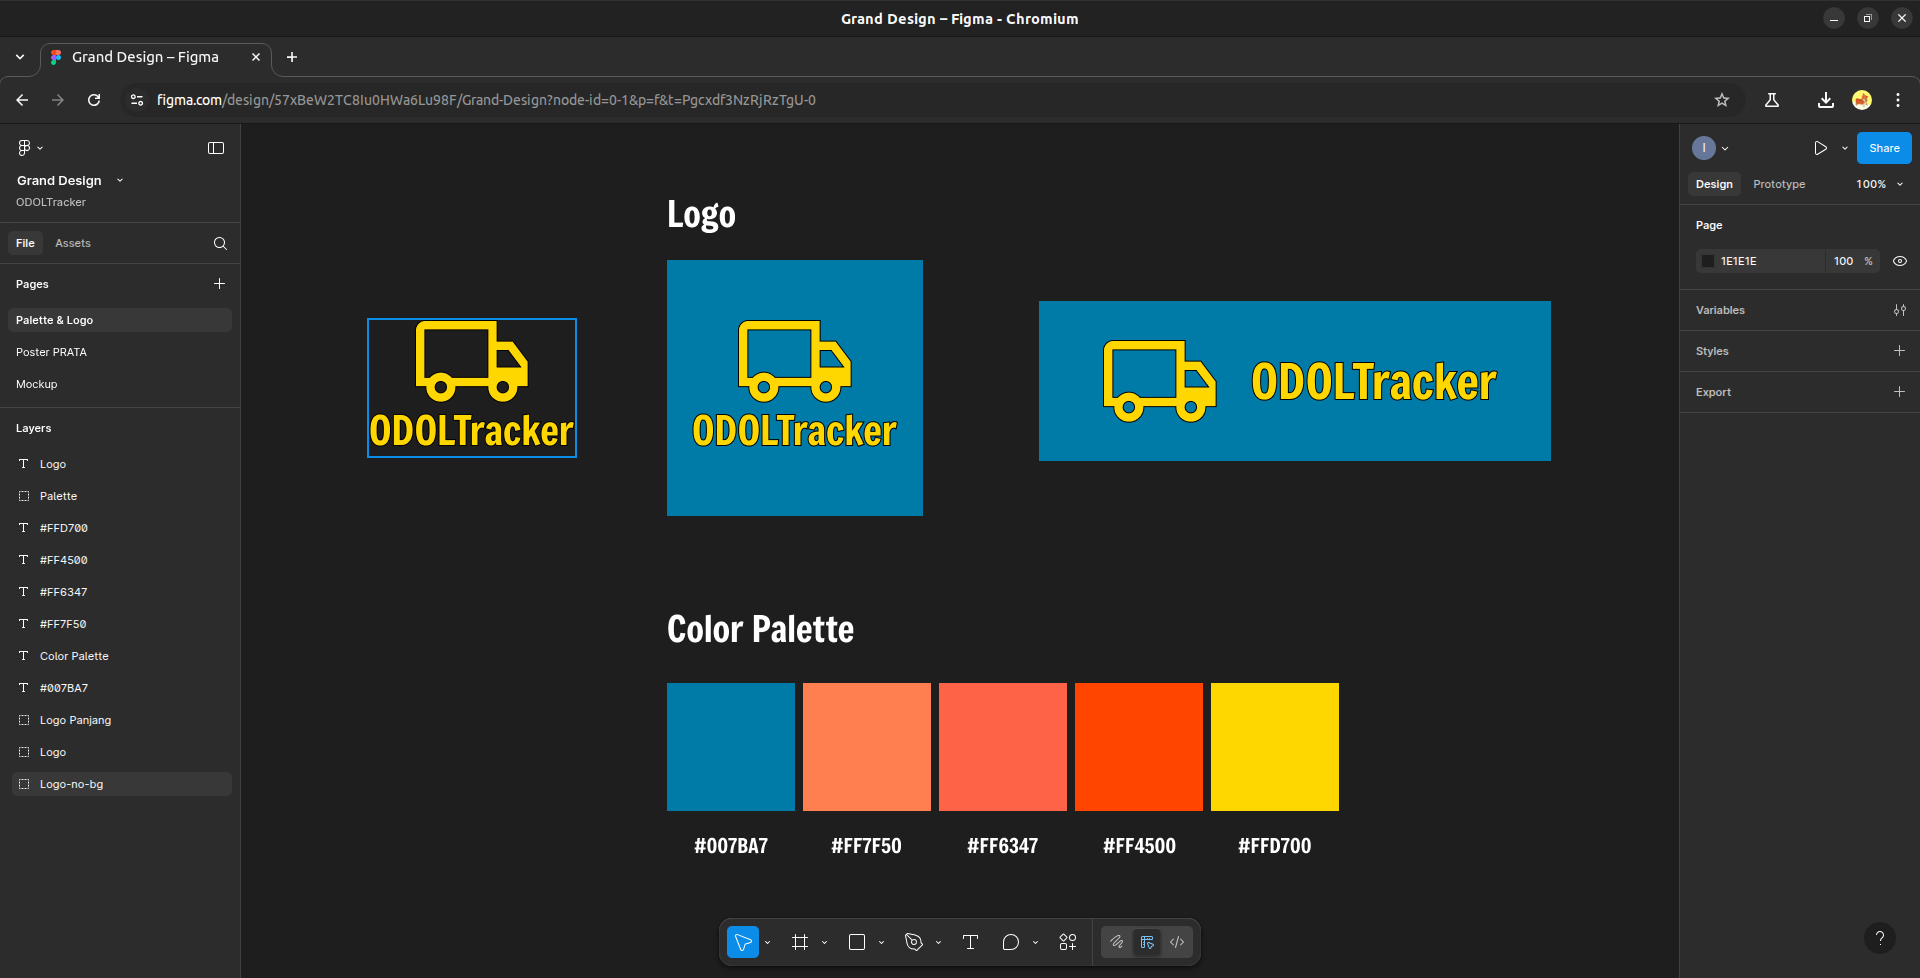 Grand Design – Figma - Chromium
Grand Design – Figma
figma.com/design/57xBeW2TC8Iu0HWa6Lu98F/Grand-Design?node-id=0-1&p=f&t=Pgcxdf3NzRjRzTgU-0
Grand Design
ODOLTracker
File Assets
Pages
Palette & Logo
Poster PRATA
Mockup
Layers
Logo
Palette
#FFD700
#FF4500
#FF6347
#FF7F50
Color Palette
#007BA7
Logo Panjang
Logo
Logo-no-bg
Logo
ODOLTracker
ODOLTracker
ODOLTracker
Color Palette
#007BA7 #FF7F50 #FF6347 #FF4500 #FFD700
I
Share
Design Prototype 100%
Page
1E1E1E 100 %
Variables
Styles
Export
?